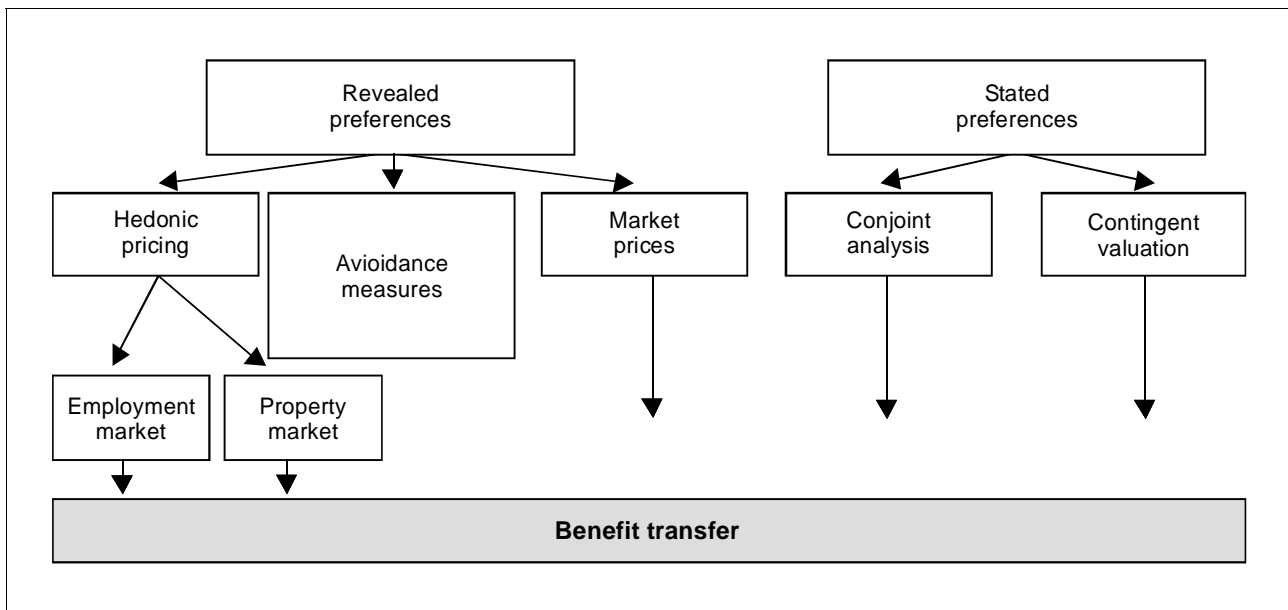 Revealed
preferences
Stated
preferences
Hedonic
pricing
Avioidance
measures
Market
prices
Conjoint
analysis
Contingent
valuation
Employment
market
Property
market
Benefit transfer